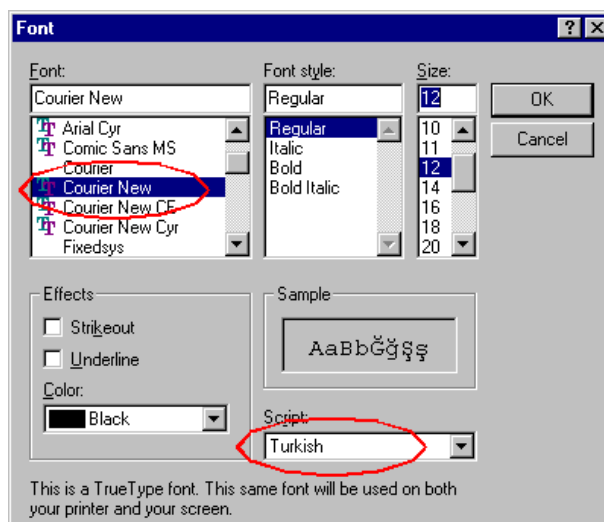 Font
Font: Font style: Size:
Courier New Regular 12 OK
Arial Cyr Regular 10 Cancel
Comic Sans MS Italic 11
Courier Bold 12
Courier New Bold Italic 14
Courier New CE 16
Courier New Cyr 18
Fixedsys 20
Effects Sample
Strikeout
Underline AaBbĞğŞş
Color:
Black Script:
Turkish
This is a TrueType font. This same font will be used on both
your printer and your screen.